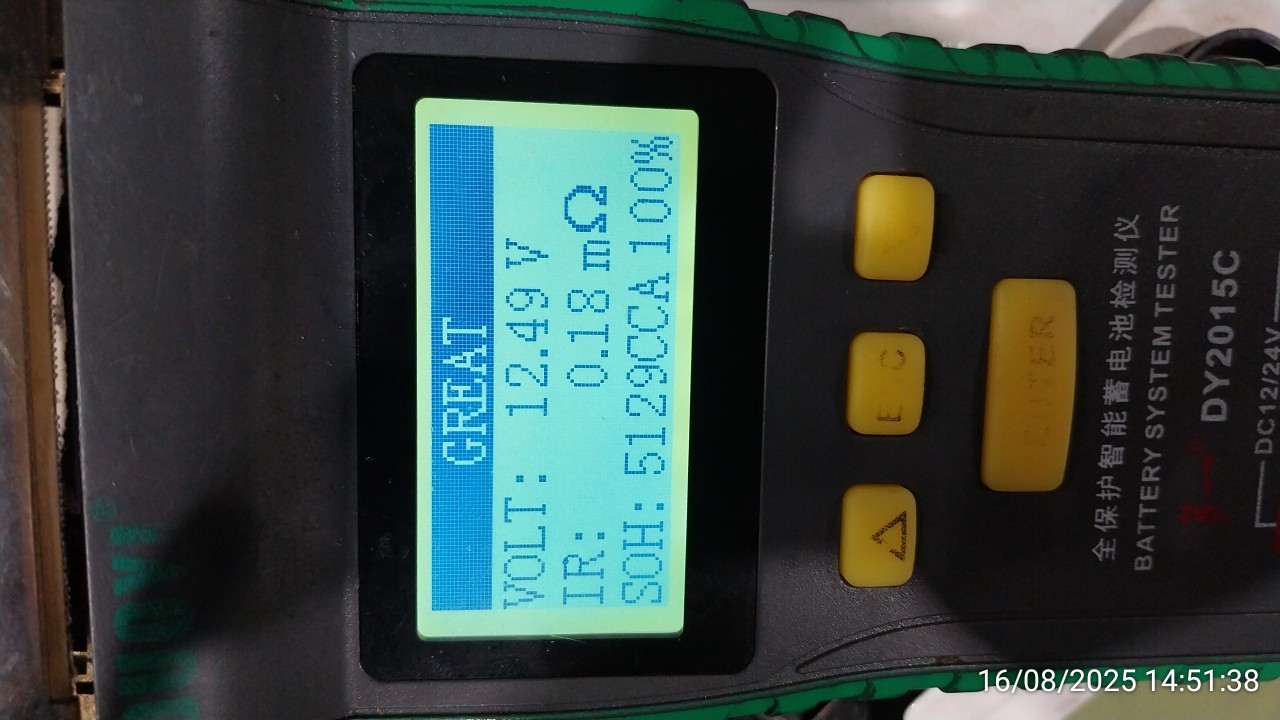 GREAT
VOLT: 12.49 V
IR: 0.18 mΩ
SOH: 5129CCA 100%
E C
ENTER
全保护智能蓄电池检测仪
BATTERY SYSTEM TESTER
DY2015C
DC12/24V
16/08/2025 14:51:38